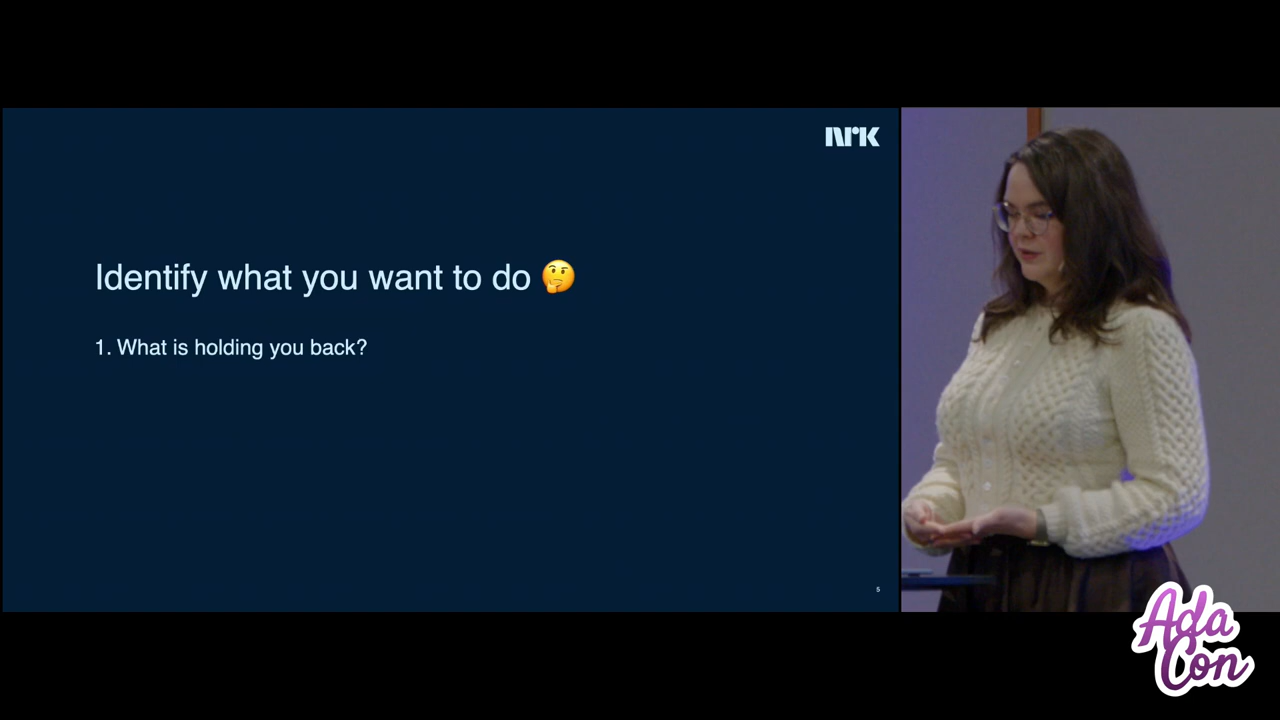 NRK
Identify what you want to do 🤔
1. What is holding you back?
5
Ada
Con